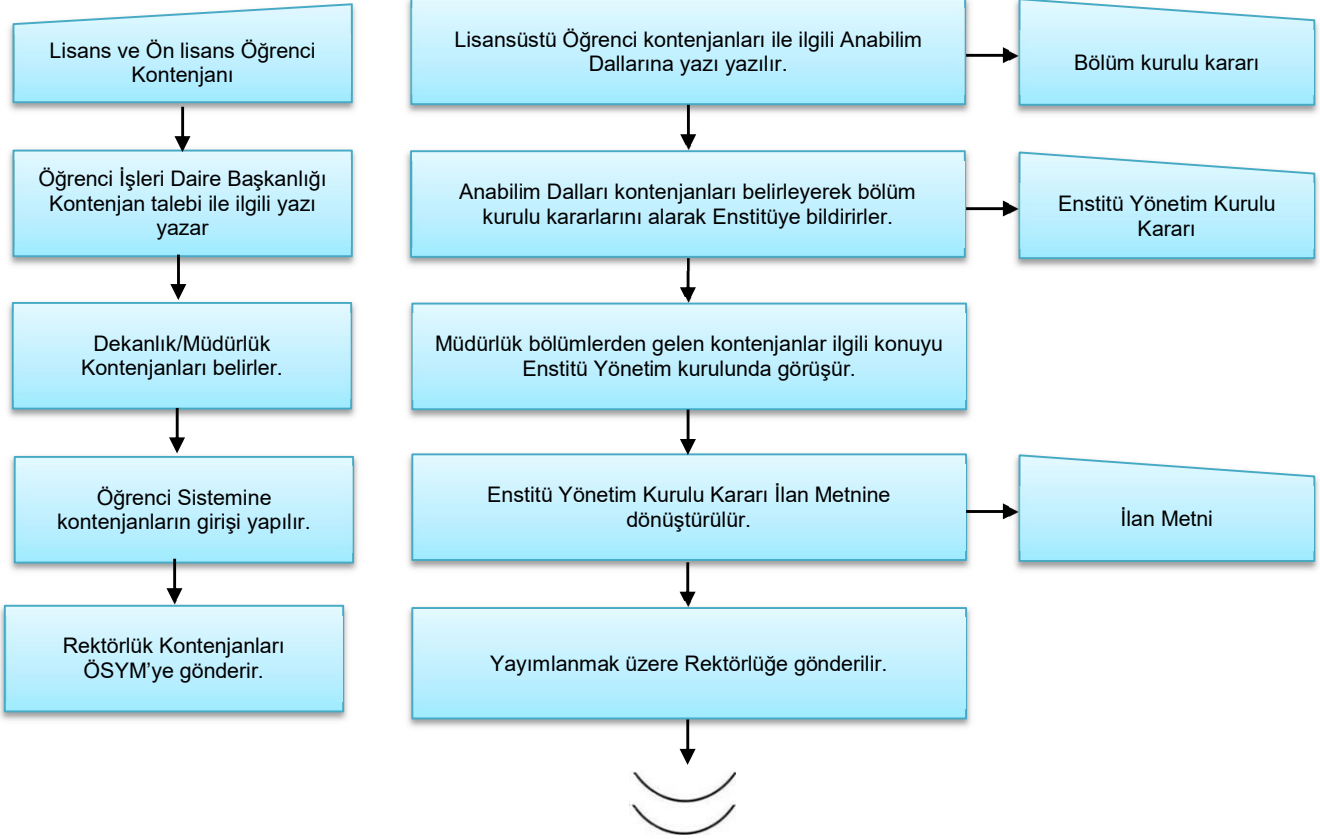 Lisans ve Ön lisans Öğrenci
Kontenjanı
Öğrenci İşleri Daire Başkanlığı
Kontenjan talebi ile ilgili yazı
yazar
Dekanlık/Müdürlük
Kontenjanları belirler.
Öğrenci Sistemine
kontenjanların girişi yapılır.
Rektörlük Kontenjanları
ÖSYM’ye gönderir.
Lisansüstü Öğrenci kontenjanları ile ilgili Anabilim
Dallarına yazı yazılır.
Bölüm kurulu kararı
Anabilim Dalları kontenjanları belirleyerek bölüm
kurulu kararlarını alarak Enstitüye bildirirler.
Enstitü Yönetim Kurulu
Kararı
Müdürlük bölümlerden gelen kontenjanlar ilgili konuyu
Enstitü Yönetim kurulunda görüşür.
Enstitü Yönetim Kurulu Kararı İlan Metnine
dönüştürülür.
İlan Metni
Yayımlanmak üzere Rektörlüğe gönderilir.